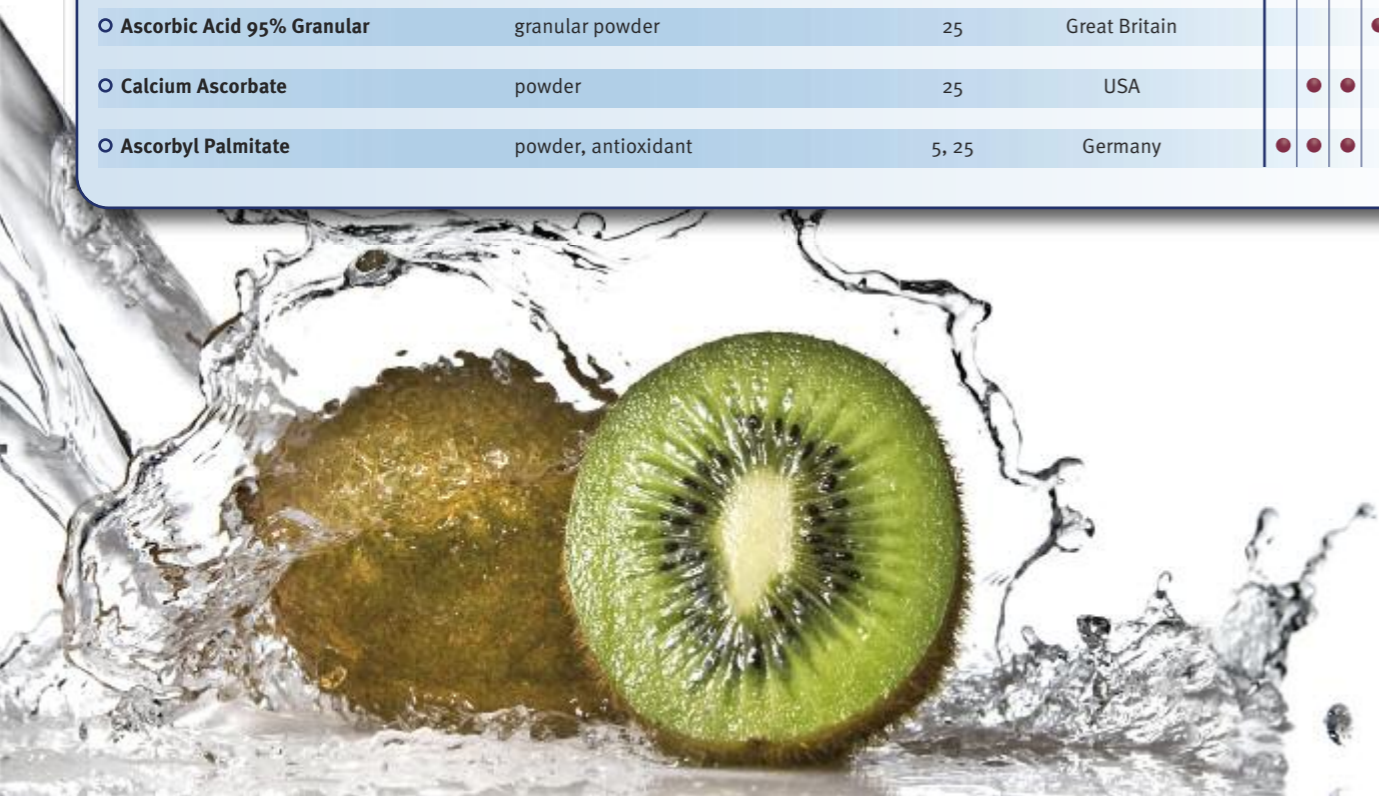 Ascorbic Acid 95% Granular granular powder 25 Great Britain
Calcium Ascorbate powder 25 USA
Ascorbyl Palmitate powder, antioxidant 5, 25 Germany